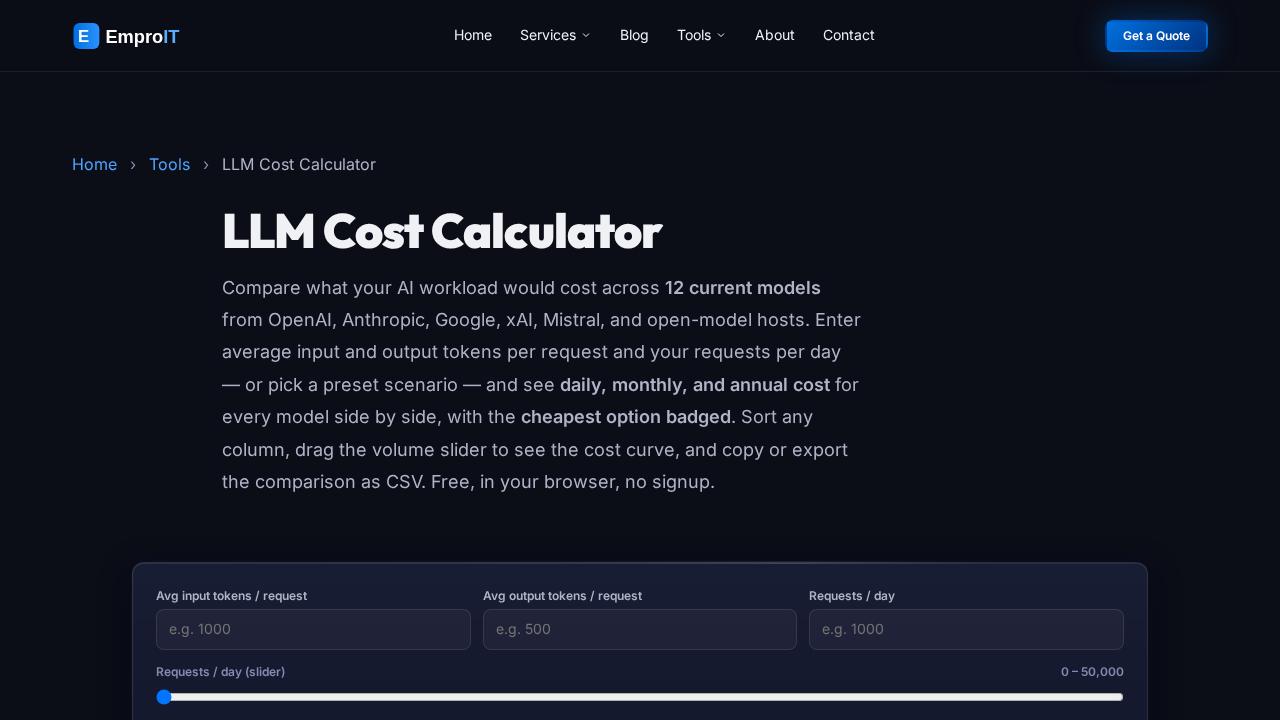 E EmproIT
Home Services Blog Tools About Contact
Get a Quote
Home › Tools › LLM Cost Calculator
LLM Cost Calculator
Compare what your AI workload would cost across 12 current models
from OpenAI, Anthropic, Google, xAI, Mistral, and open-model hosts. Enter
average input and output tokens per request and your requests per day
— or pick a preset scenario — and see daily, monthly, and annual cost for
every model side by side, with the cheapest option badged. Sort any
column, drag the volume slider to see the cost curve, and copy or export
the comparison as CSV. Free, in your browser, no signup.
Avg input tokens / request Avg output tokens / request Requests / day
e.g. 1000 e.g. 500 e.g. 1000
Requests / day (slider) 0 – 50,000